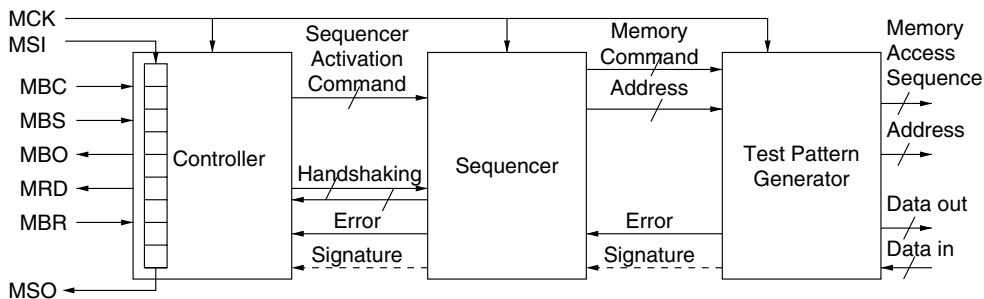 MCK
MSI
MBC
MBS
MBO
MRD
MBR
MSO
Controller
Sequencer
Activation
Command
Handshaking
Error
Signature
Sequencer
Memory
Command
Address
Error
Signature
Test Pattern
Generator
Memory
Access
Sequence
Address
Data out
Data in